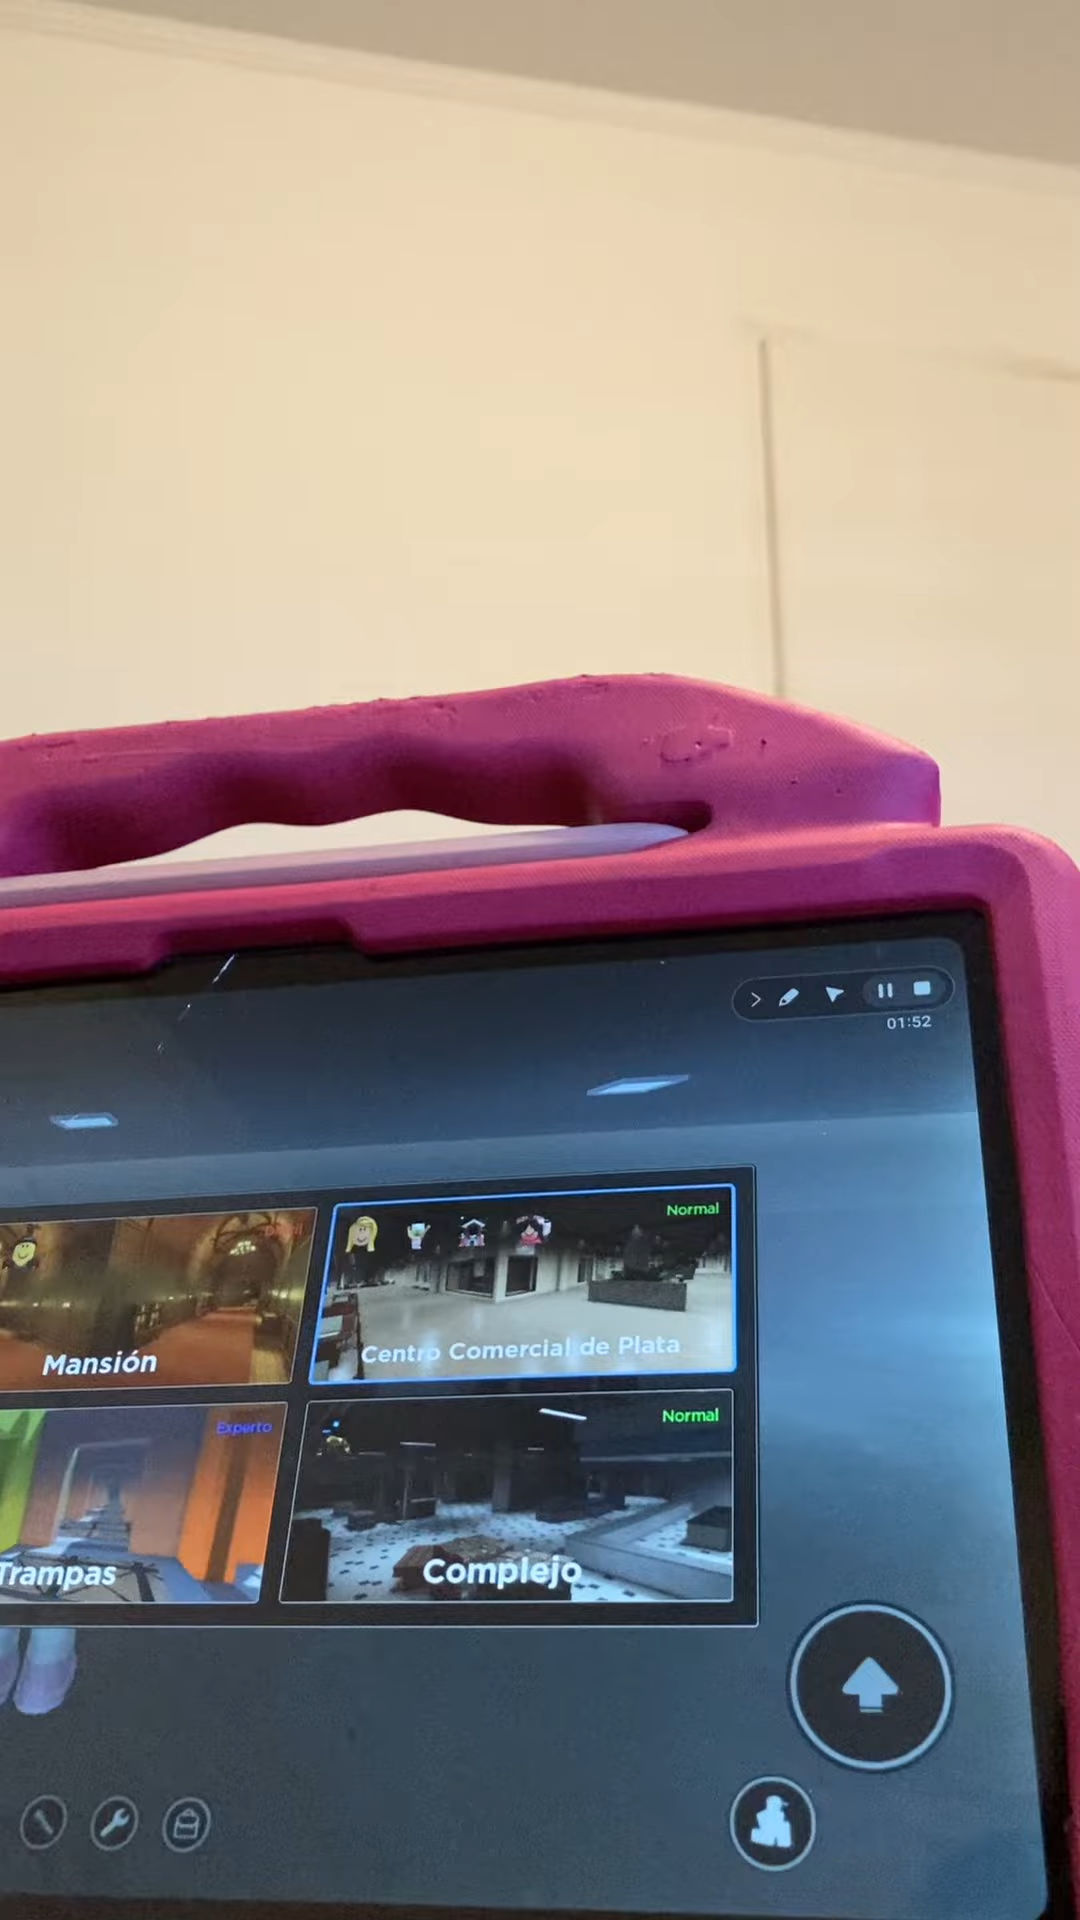 01:52
Normal
Mansión
Centro Comercial de Plata
Experto
Normal
Trampas
Complejo